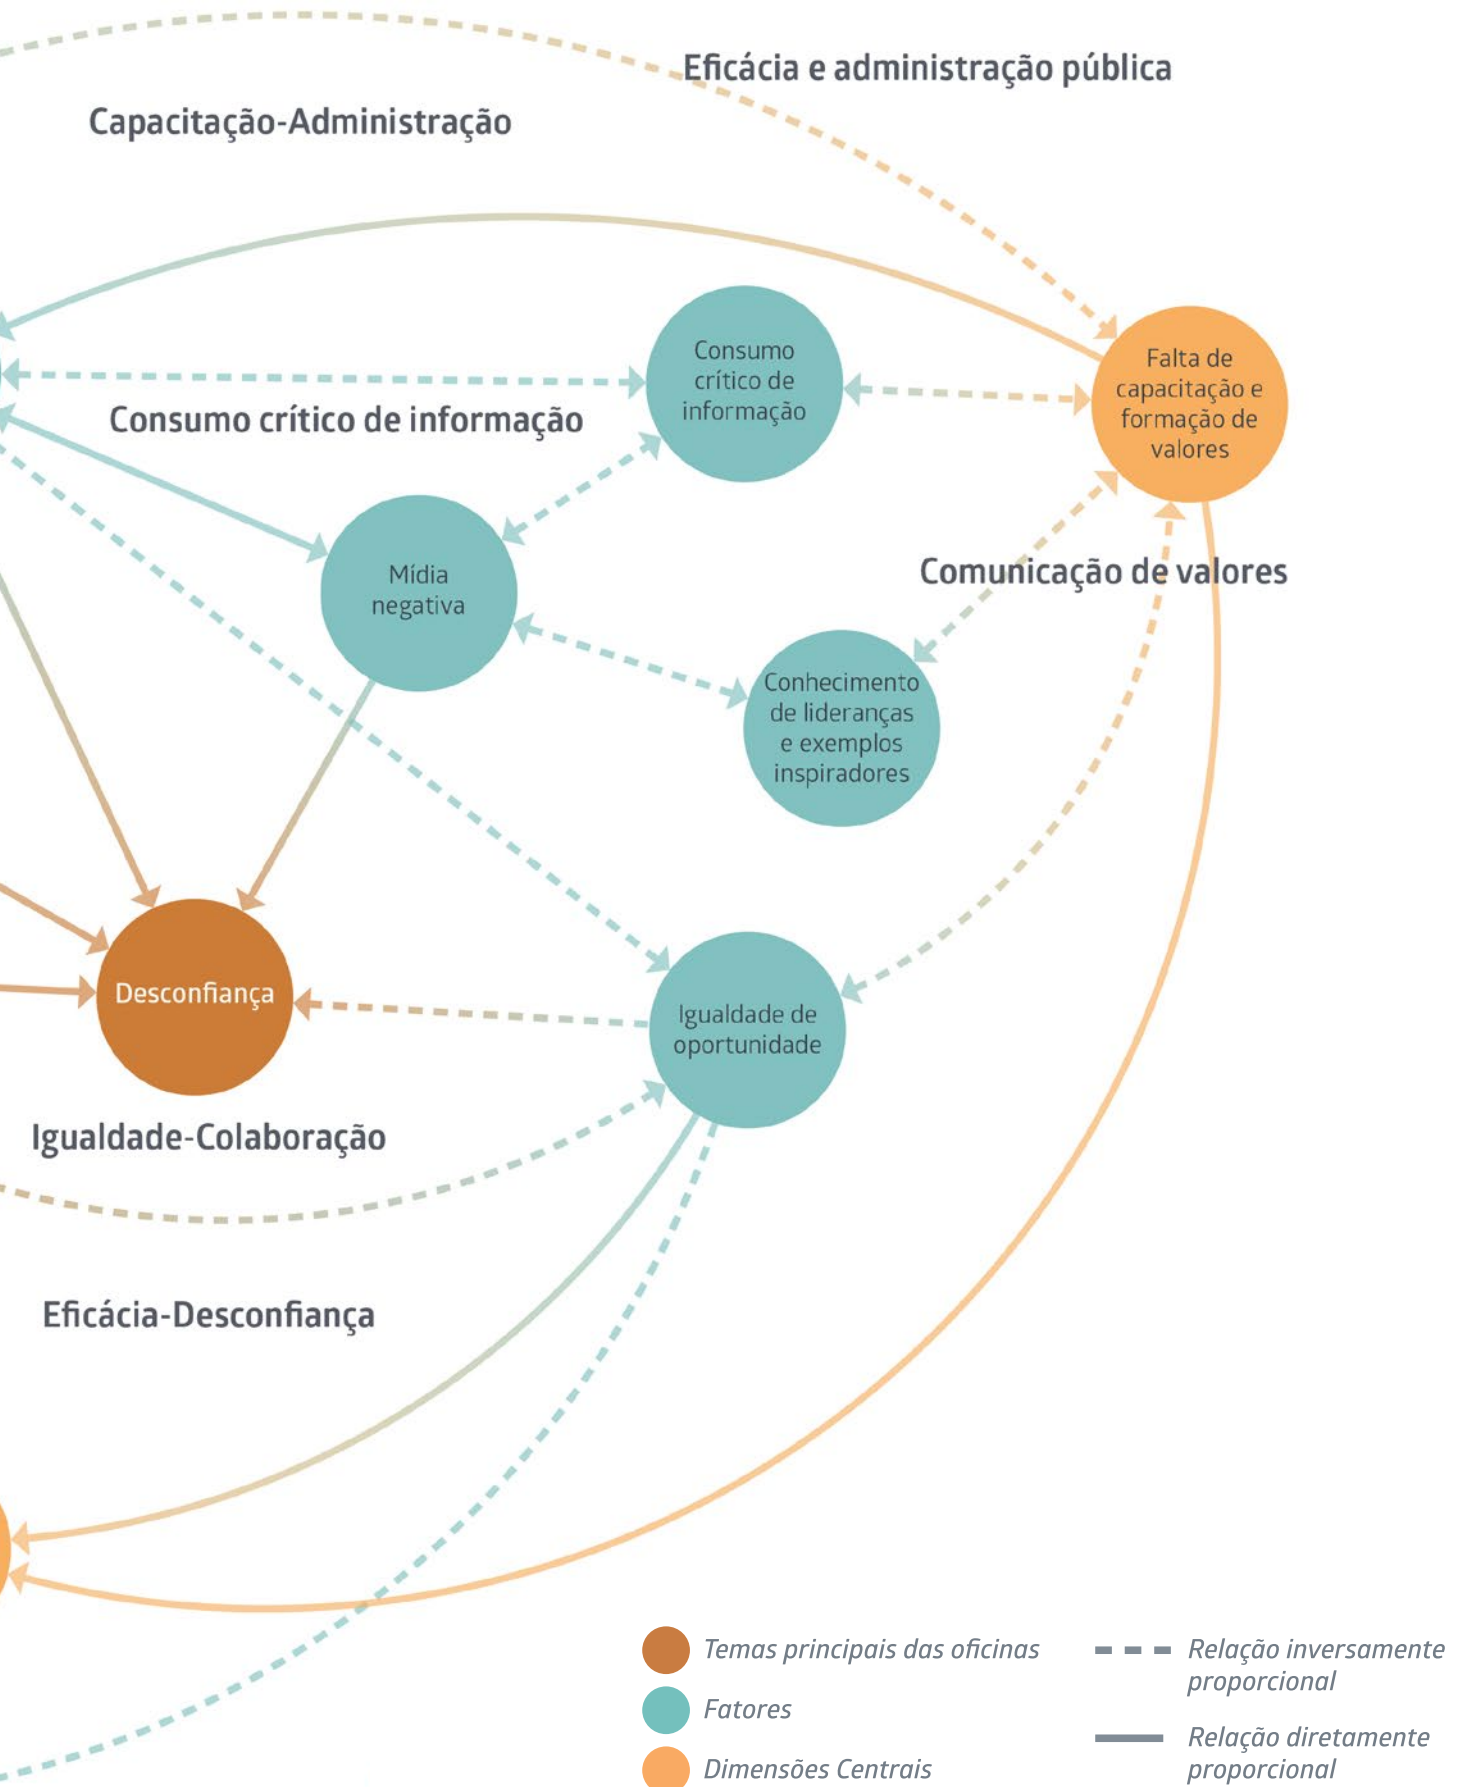 Eficácia e administração pública
Capacitação-Administração
Consumo
crítico de
informação
Falta de
capacitação e
formação de
valores
Consumo crítico de informação
Mídia
negativa
Comunicação de valores
Conhecimento
de lideranças
e exemplos
inspiradores
Desconfiança
Igualdade de
oportunidade
Igualdade-Colaboração
Eficácia-Desconfiança
Temas principais das oficinas
Fatores
Dimensões Centrais
Relação inversamente
proporcional
Relação diretamente
proporcional